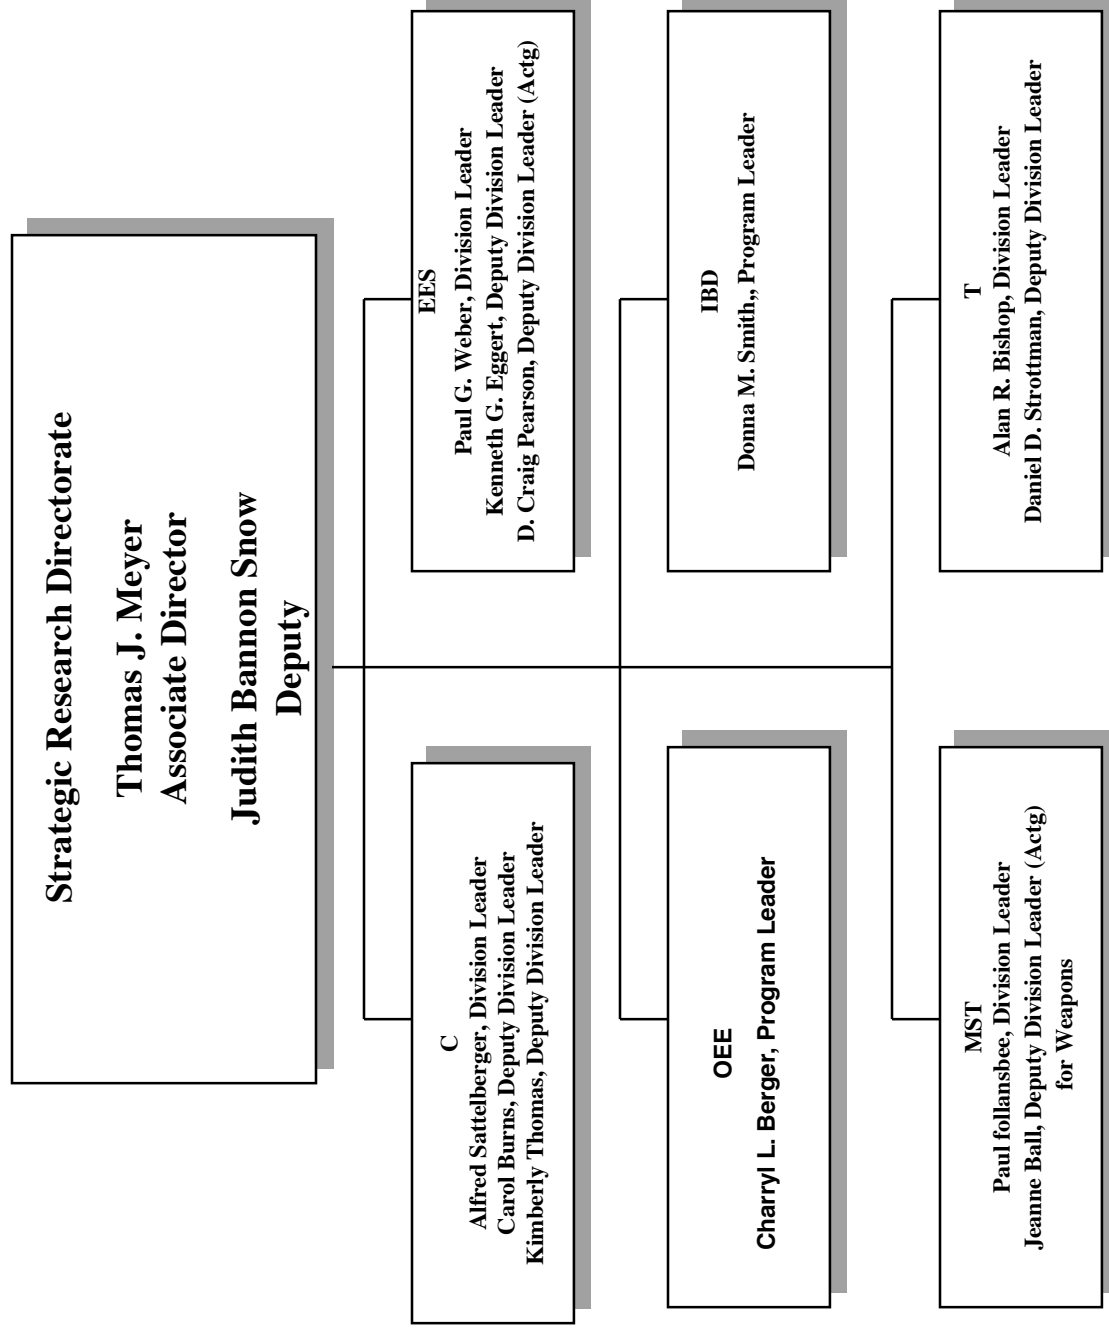 Strategic Research Directorate
Thomas J. Meyer
Associate Director
Judith Bannon Snow
Deputy
C
Alfred Sattelberger, Division Leader
Carol Burns, Deputy Division Leader
Kimberly Thomas, Deputy Division Leader
EES
Paul G. Weber, Division Leader
Kenneth G. Eggert, Deputy Division Leader
D. Craig Pearson, Deputy Division Leader (Actg)
OEE
Charryl L. Berger, Program Leader
IBD
Donna M. Smith,, Program Leader
MST
Paul follansbee, Division Leader
Jeanne Ball, Deputy Division Leader (Actg)
for Weapons
T
Alan R. Bishop, Division Leader
Daniel D. Strottman, Deputy Division Leader